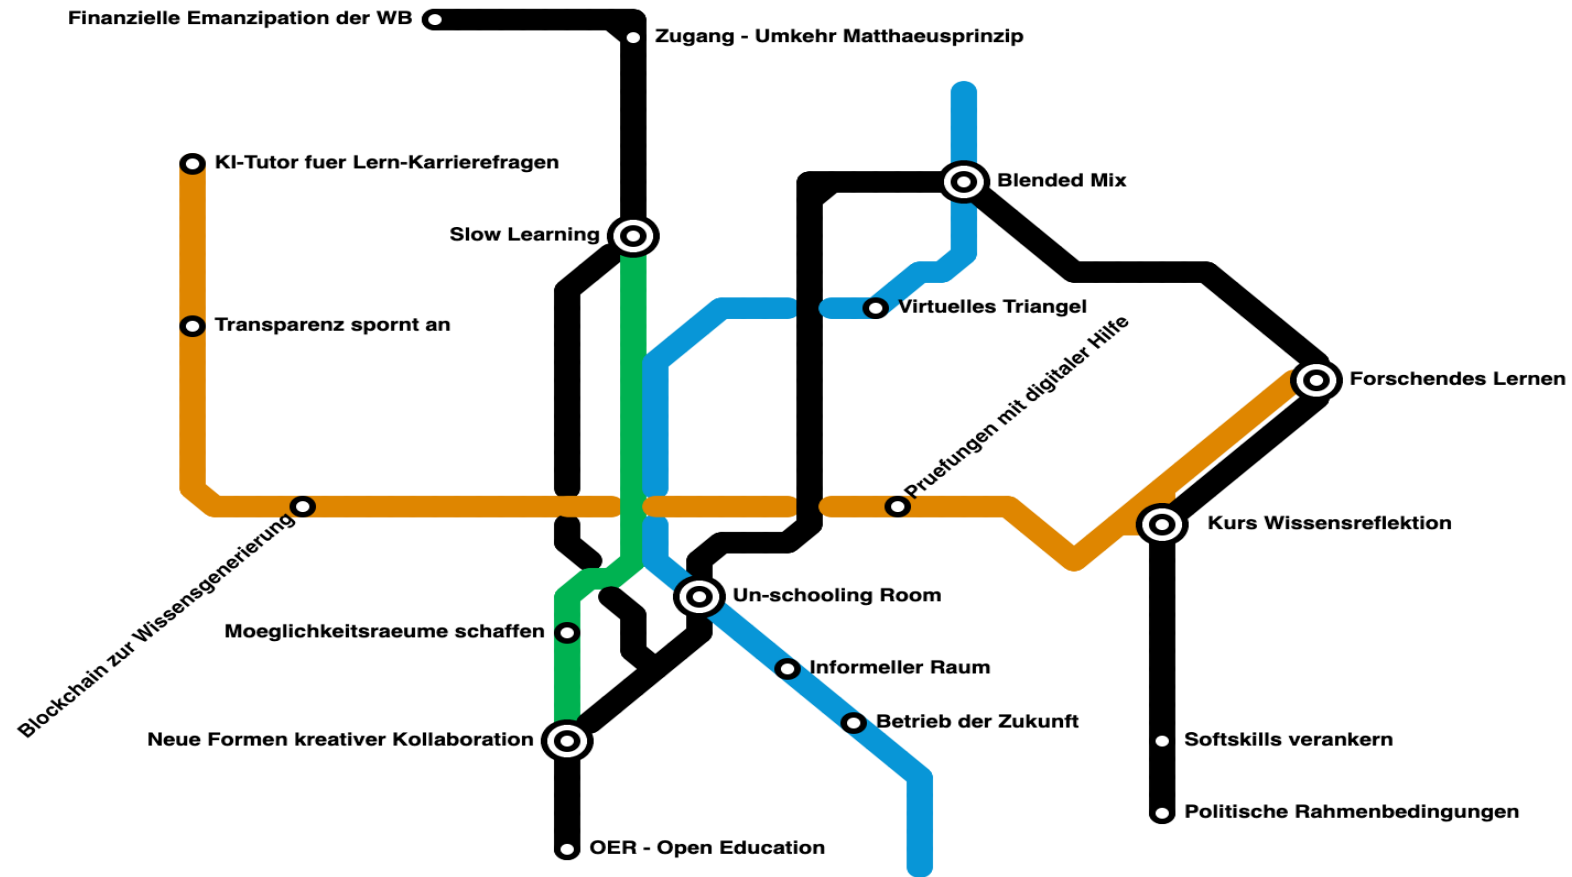 Finanzielle Emanzipation der WB
Zugang - Umkehr Matthaeusprinzip
KI-Tutor fuer Lern-Karrierefragen
Blended Mix
Slow Learning
Virtuelles Triangel
Transparenz spornt an
Pruefungen mit digitaler Hilfe
Forschendes Lernen
Blockchain zur Wissensgenerierung
Kurs Wissensreflektion
Un-schooling Room
Moeglichkeitsraeume schaffen
Informeller Raum
Betrieb der Zukunft
Neue Formen kreativer Kollaboration
Softskills verankern
Politische Rahmenbedingungen
OER - Open Education